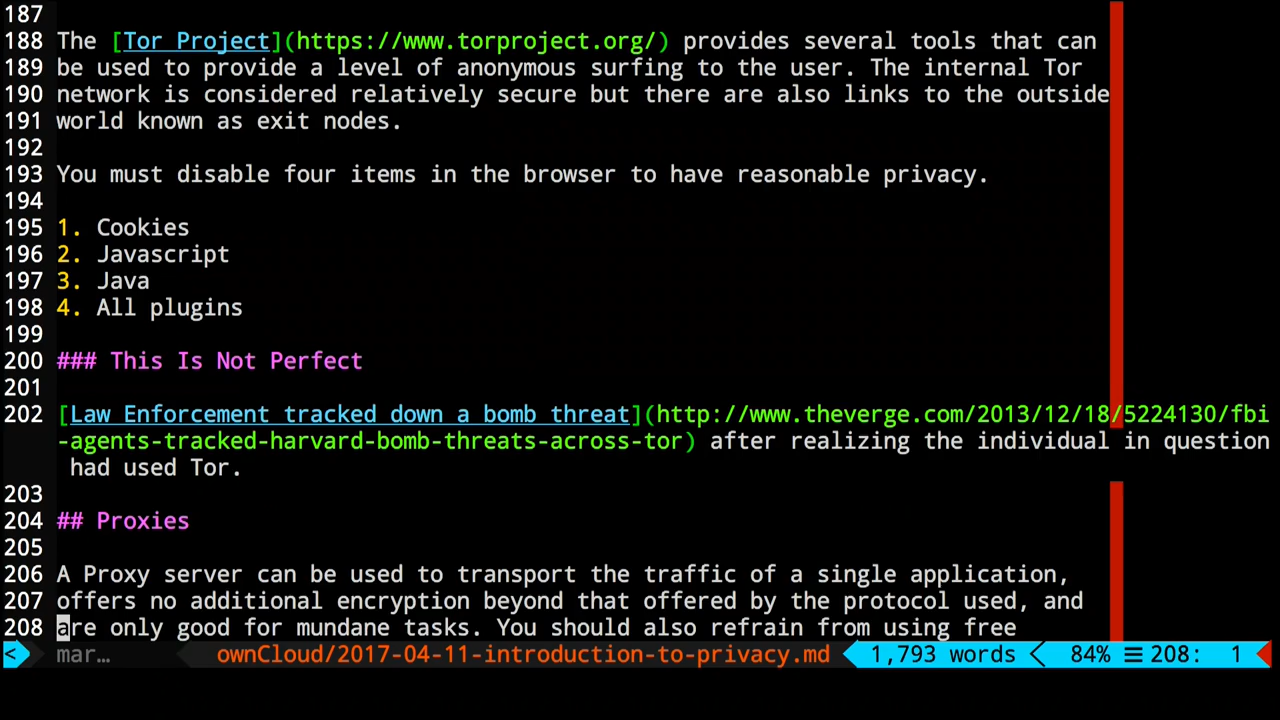 187
188 The [Tor Project](https://www.torproject.org/) provides several tools that can
189 be used to provide a level of anonymous surfing to the user. The internal Tor
190 network is considered relatively secure but there are also links to the outside
191 world known as exit nodes.
192
193 You must disable four items in the browser to have reasonable privacy.
194
195 1. Cookies
196 2. Javascript
197 3. Java
198 4. All plugins
199
200 ### This Is Not Perfect
201
202 [Law Enforcement tracked down a bomb threat](http://www.theverge.com/2013/12/18/5224130/fbi
-agents-tracked-harvard-bomb-threats-across-tor) after realizing the individual in question
had used Tor.
203
204 ## Proxies
205
206 A Proxy server can be used to transport the traffic of a single application,
207 offers no additional encryption beyond that offered by the protocol used, and
208 are only good for mundane tasks. You should also refrain from using free
< mar… ownCloud/2017-04-11-introduction-to-privacy.md 1,793 words 84% ☰ 208: 1